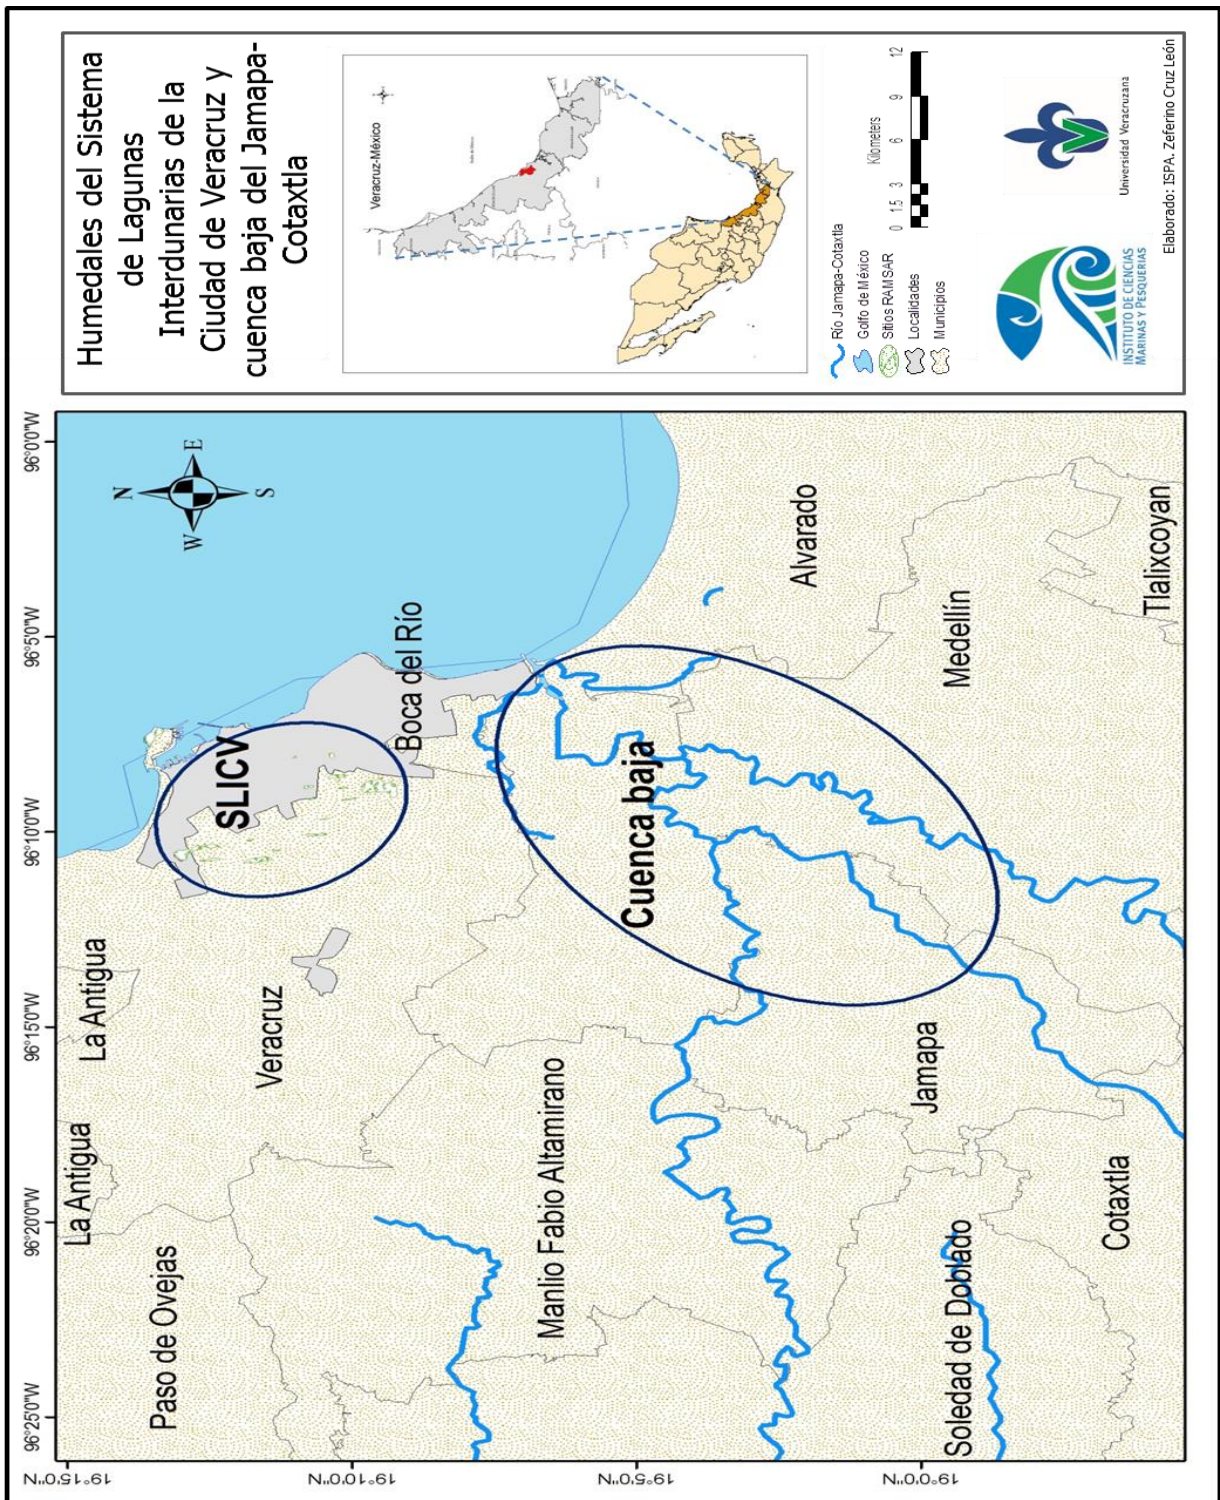 Humedales del Sistema
de Lagunas
Interdunarias de la
Ciudad de Veracruz y
cuenca baja del Jamapa-
Cotaxtla
Veracruz-México
Río Jamapa-Cotaxtla
Golfo de México
Sitios RAMSAR
Localidades
Municipios
Kilometers
0 1.5 3 6 9 12
INSTITUTO DE CIENCIAS
MARINAS Y PESQUERIAS
Universidad Veracruzana
Elaborado: ISPA. Zeferino Cruz León
96°25'0"W 96°20'0"W 96°15'0"W 96°10'0"W 96°5'0"W 96°0'0"W
19°15'0"N
19°10'0"N
19°5'0"N
19°0'0"N
N
W E
S
La Antigua
La Antigua
Paso de Ovejas
Veracruz
SLICV
Boca del Río
Manlio Fabio Altamirano
Cuenca baja
Alvarado
Jamapa
Medellín
Soledad de Doblado
Cotaxtla
Tlalixcoyan